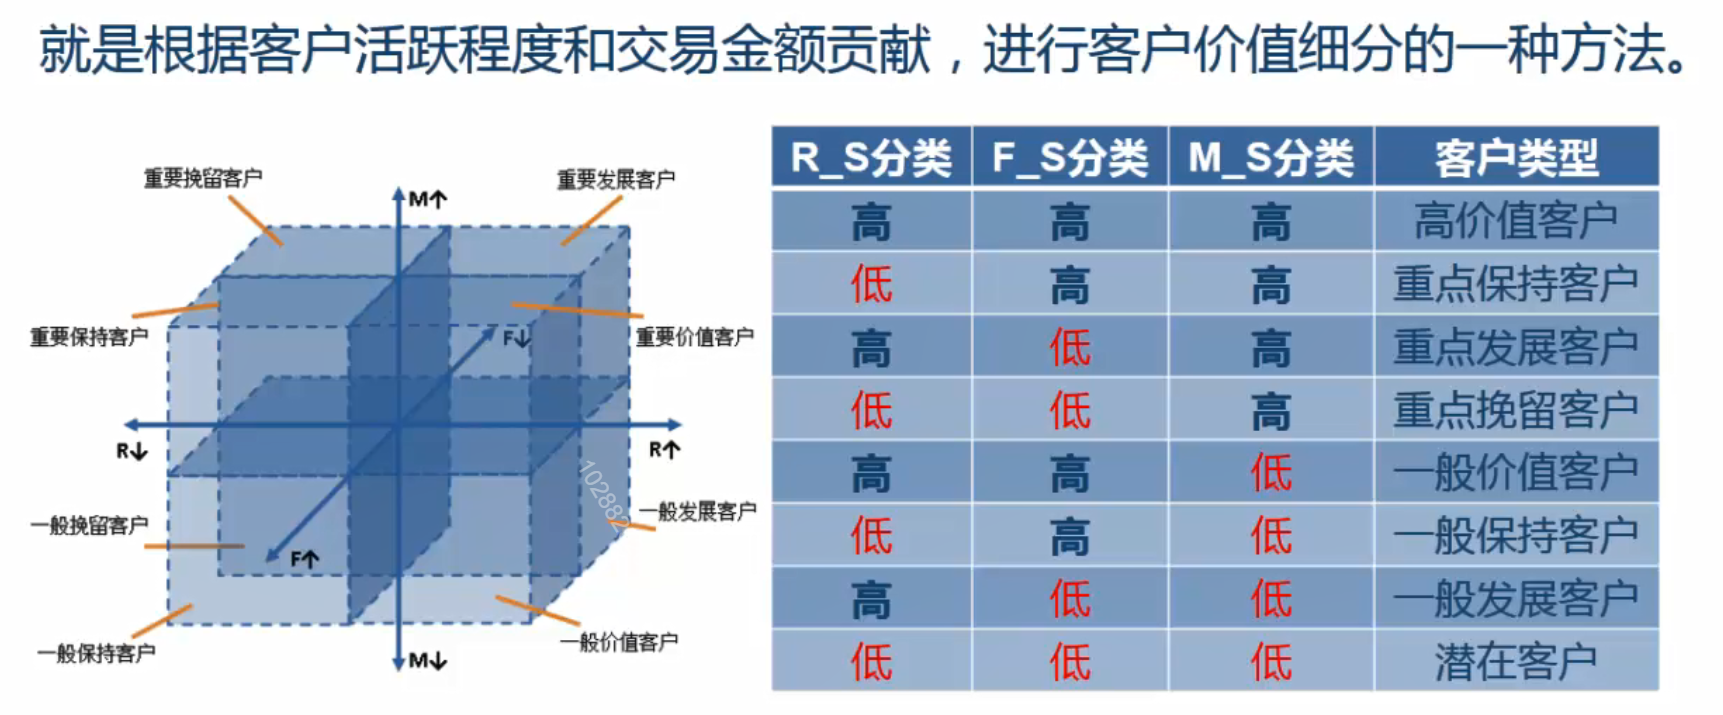 就是根据客户活跃程度和交易金额贡献，进行客户价值细分的一种方法。
重要挽留客户
重要发展客户
M↑
重要保持客户
重要价值客户
F↓
R↓
R↑
一般挽留客户
一般发展客户
F↑
一般保持客户
一般价值客户
M↓
102882
R_S分类 F_S分类 M_S分类 客户类型
高 高 高 高价值客户
低 高 高 重点保持客户
高 低 高 重点发展客户
低 低 高 重点挽留客户
高 高 低 一般价值客户
低 高 低 一般保持客户
高 低 低 一般发展客户
低 低 低 潜在客户